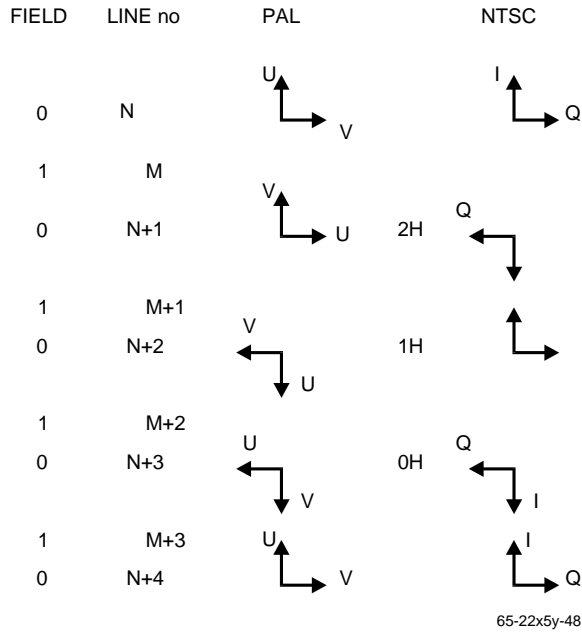 FIELD LINE no PAL NTSC
U I
0 N V Q
1 M
V Q
0 N+1 U 2H
1 M+1
V
0 N+2 1H
U
1 M+2
U Q
0 N+3 0H
V I
1 M+3 U I
0 N+4 V Q
65-22x5y-48